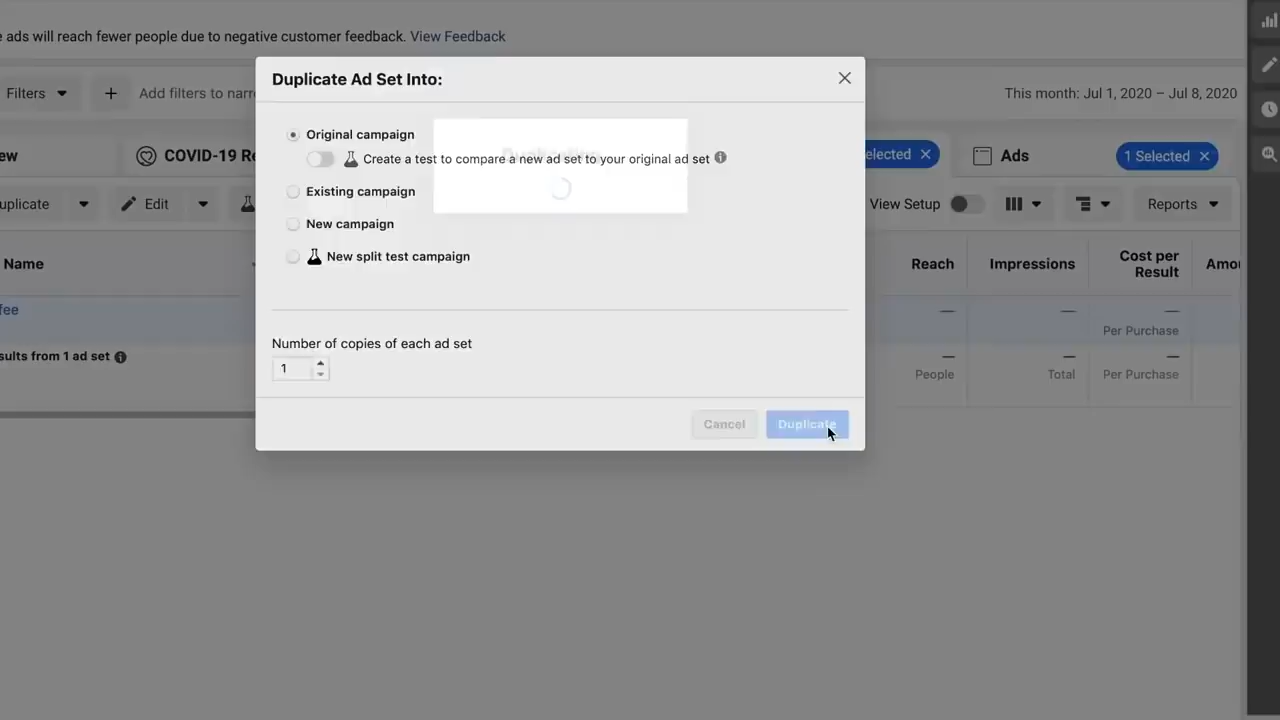 e ads will reach fewer people due to negative customer feedback. View Feedback
Filters
+ Add filters to narr
This month: Jul 1, 2020 – Jul 8, 2020
Duplicate Ad Set Into:
Original campaign
Create a test to compare a new ad set to your original ad set
Existing campaign
New campaign
New split test campaign
Number of copies of each ad set
1
Cancel
Duplicate
ew
COVID-19 Re
elected
Ads
1 Selected
uplicate
Edit
View Setup
Reports
Name
Reach
Impressions
Cost per
Result
Amou
fee
—
—
—
Per Purchase
sults from 1 ad set
—
—
—
People
Total
Per Purchase